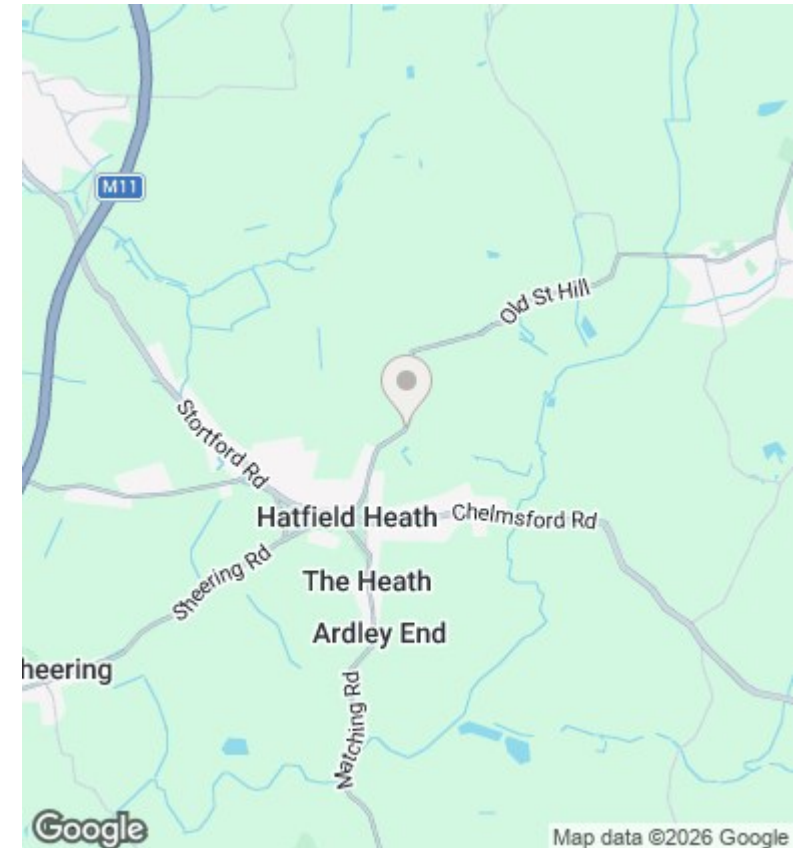 M11
Old St Hill
Stortford Rd
Hatfield Heath
Chelmsford Rd
Sheering Rd
The Heath
Ardley End
heering
Matching Rd
Google
Map data ©2026 Google